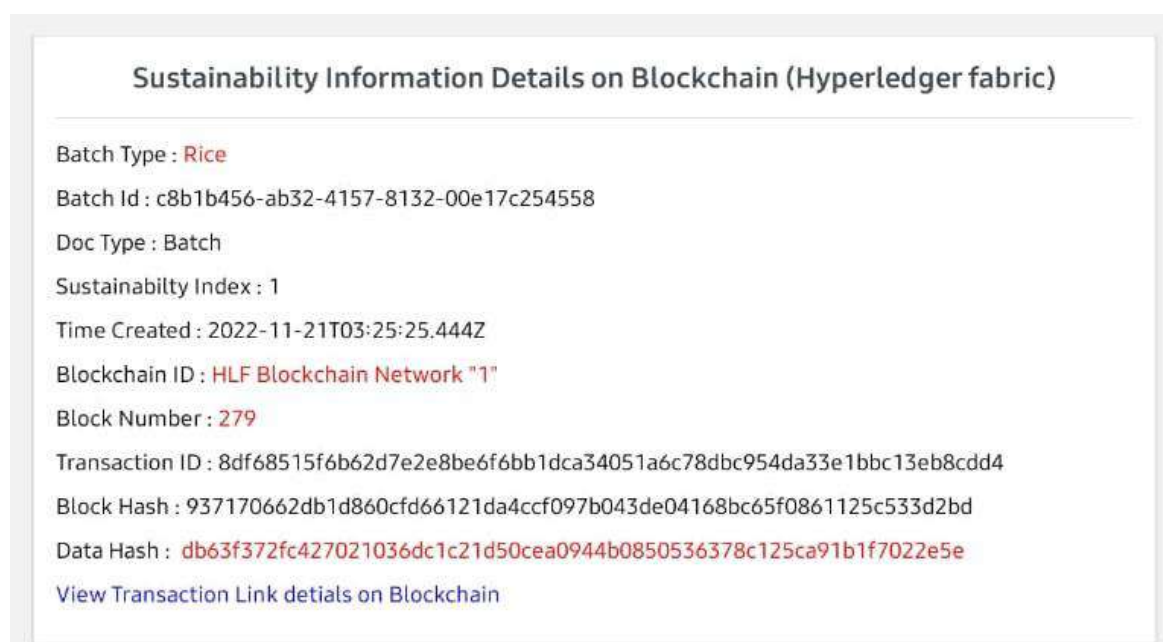 Sustainability Information Details on Blockchain (Hyperledger fabric)
Batch Type : Rice
Batch Id : c8b1b456-ab32-4157-8132-00e17c254558
Doc Type : Batch
Sustainabilty Index : 1
Time Created : 2022-11-21T03:25:25.444Z
Blockchain ID : HLF Blockchain Network "1"
Block Number : 279
Transaction ID : 8df68515f6b62d7e2e8be6f6bb1dca34051a6c78dbc954da33e1bbc13eb8cdd4
Block Hash : 937170662db1d860cfd66121da4ccf097b043de04168bc65f0861125c533d2bd
Data Hash : db63f372fc427021036dc1c21d50cea0944b0850536378c125ca91b1f7022e5e
View Transaction Link detials on Blockchain